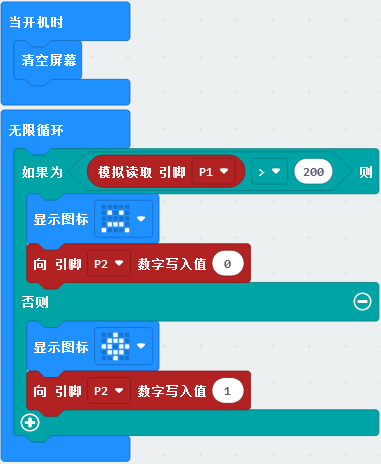 当开机时
清空屏幕
无限循环
如果为 模拟读取 引脚 P1 > 200 则
显示图标
向 引脚 P2 数字写入值 0
否则
显示图标
向 引脚 P2 数字写入值 1